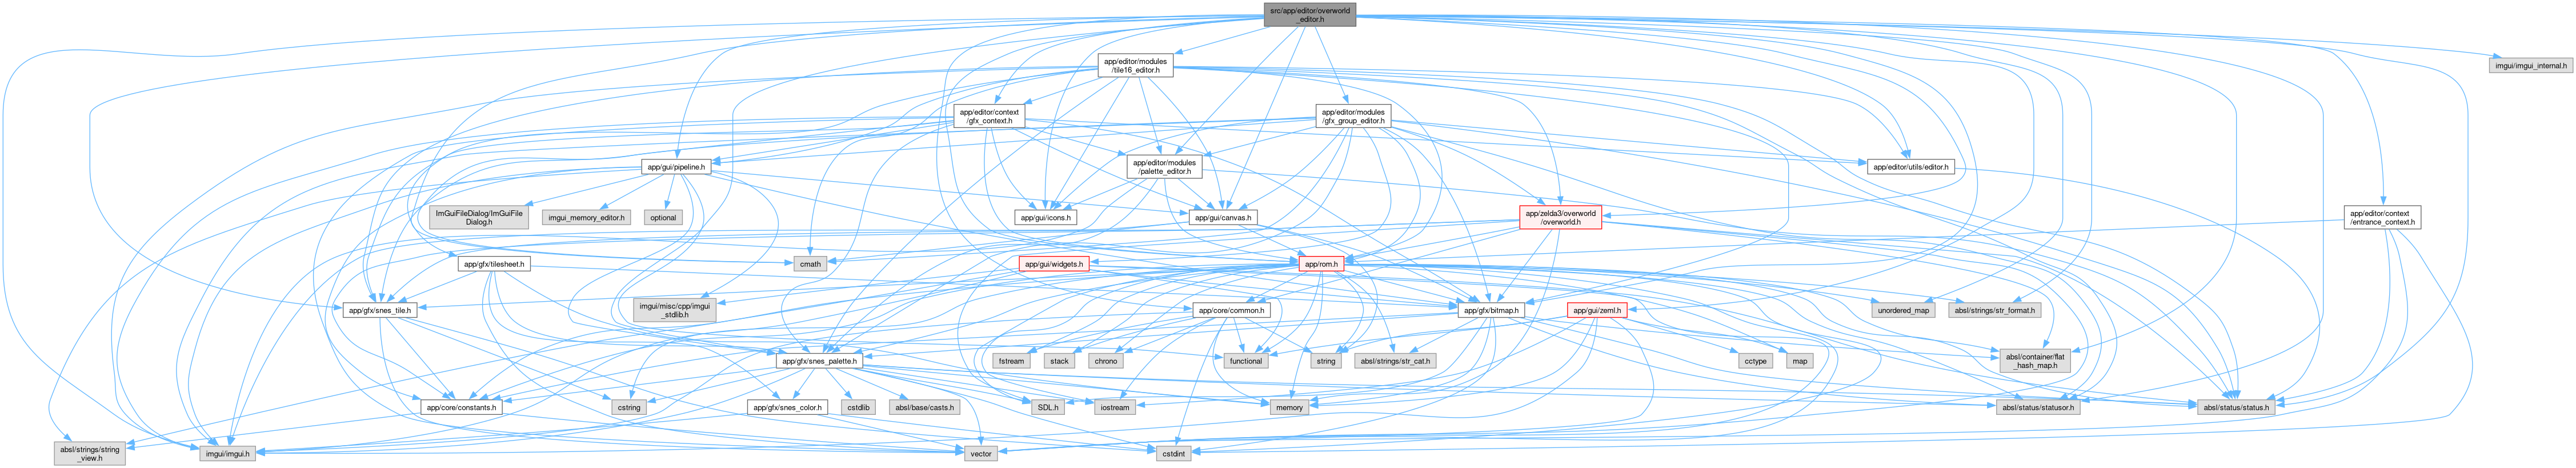 src/app/editor/overworld
_editor.h
imgui/imgui_internal.h
app/editor/modules
/tile16_editor.h
app/editor/context
/gfx_context.h
app/editor/modules
/gfx_group_editor.h
app/gui/pipeline.h
app/editor/modules
/palette_editor.h
app/editor/utils/editor.h
ImGuiFileDialog/ImGuiFile
Dialog.h
imgui_memory_editor.h
optional
app/gui/icons.h
app/gui/canvas.h
app/zelda3/overworld
/overworld.h
app/editor/context
/entrance_context.h
app/gfx/tilesheet.h
cmath
app/gui/widgets.h
app/rom.h
app/gfx/snes_tile.h
imgui/misc/cpp/imgui
_stdlib.h
app/core/common.h
app/gfx/bitmap.h
app/gui/zeml.h
unordered_map
absl/strings/str_format.h
fstream
stack
chrono
functional
string
absl/strings/str_cat.h
cctype
map
absl/container/flat
_hash_map.h
app/gfx/snes_palette.h
app/core/constants.h
cstring
app/gfx/snes_color.h
cstdlib
absl/base/casts.h
SDL.h
iostream
memory
absl/status/statusor.h
absl/status/status.h
absl/strings/string
_view.h
imgui/imgui.h
vector
cstdint